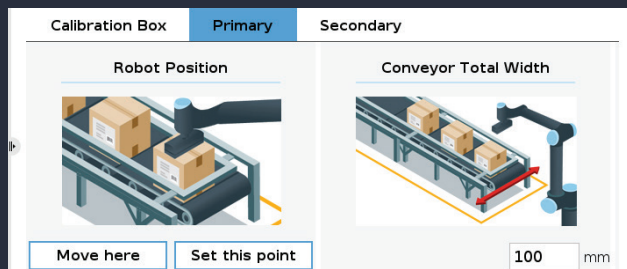 Calibration Box Primary Secondary
Robot Position
Conveyor Total Width
Move here Set this point
100 mm